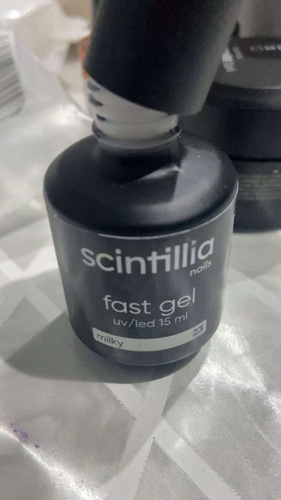 scintillia
nails
fast gel
uv/led 15 ml
milky 23